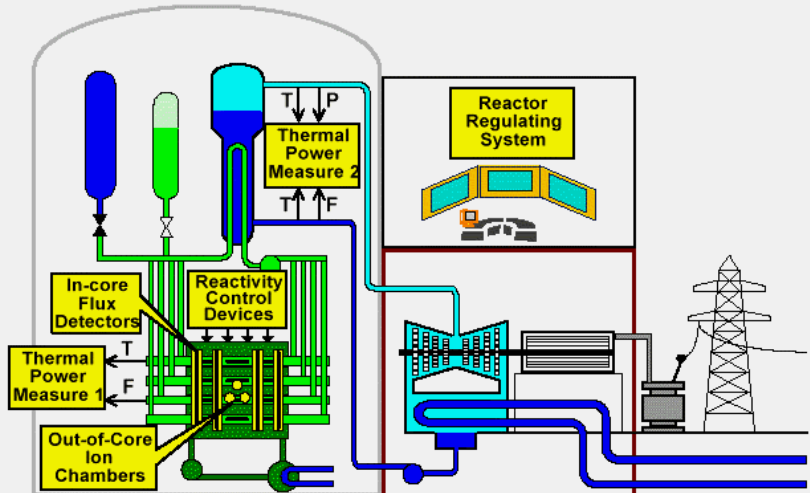 T
P
Thermal
Power
Measure 2
T
F
Reactor
Regulating
System
In-core
Flux
Detectors
Reactivity
Control
Devices
Thermal
Power
Measure 1
T
F
Out-of-Core
Ion
Chambers